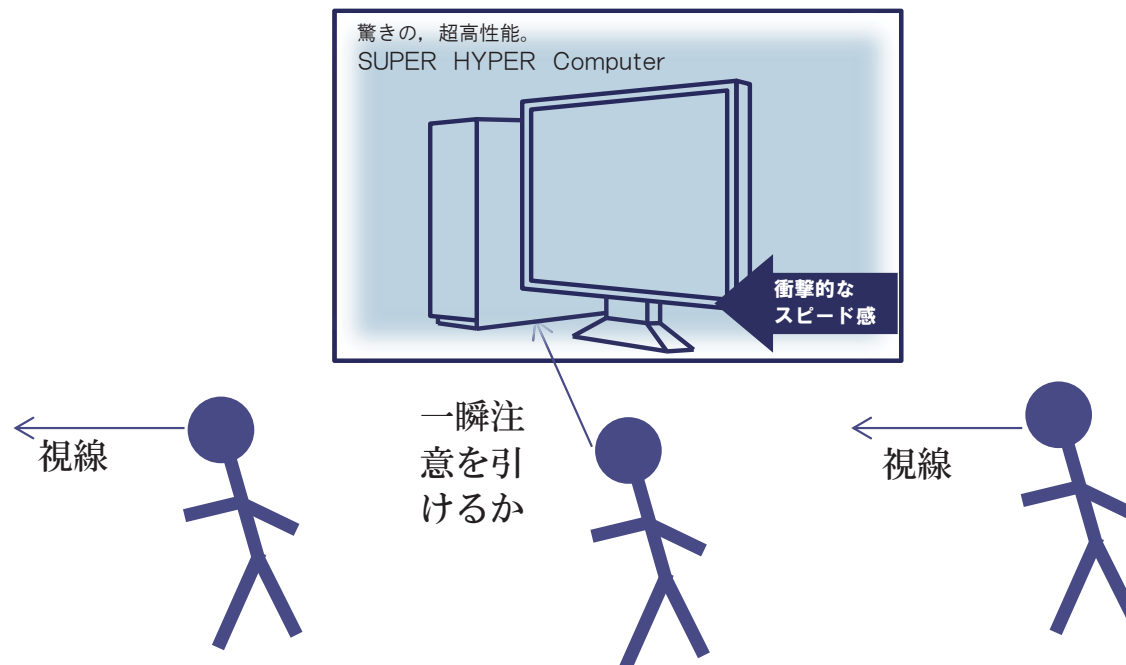 驚きの，超高性能。
SUPER HYPER Computer
衝撃的な
スピード感
視線
一瞬注
意を引
けるか
視線